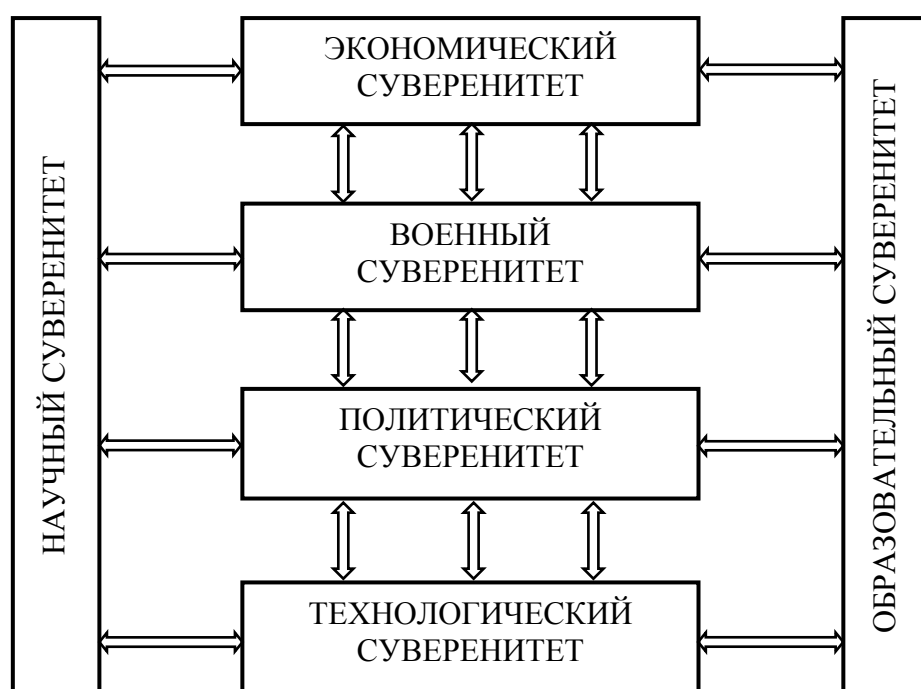 НАУЧНЫЙ СУВЕРЕНИТЕТ
ЭКОНОМИЧЕСКИЙ
СУВЕРЕНИТЕТ
ВОЕННЫЙ
СУВЕРЕНИТЕТ
ПОЛИТИЧЕСКИЙ
СУВЕРЕНИТЕТ
ТЕХНОЛОГИЧЕСКИЙ
СУВЕРЕНИТЕТ
ОБРАЗОВАТЕЛЬНЫЙ СУВЕРЕНИТЕТ